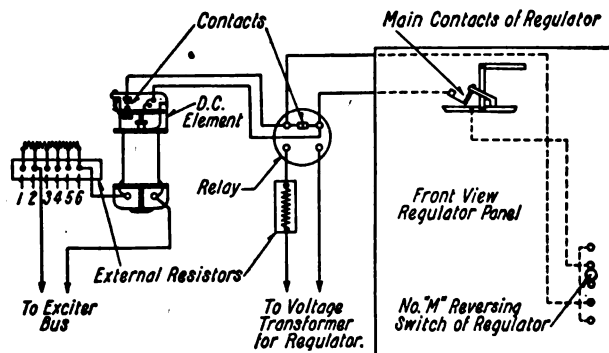 Contacts
Main Contacts of Regulator
D.C.
Element
1 2 3 4 5 6
Relay
Front View
Regulator Panel
External Resistors
To Exciter
Bus
To Voltage
Transformer
for Regulator.
No. "M" Reversing
Switch of Regulator